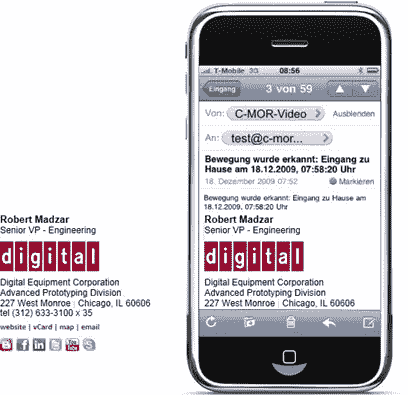 Robert Madzar
Senior VP - Engineering
digital
Digital Equipment Corporation
Advanced Prototyping Division
227 West Monroe | Chicago, IL 60606
tel (312) 633-3100 x 35
website | vCard | map | email
T-Mobile 3G 08:56
Eingang
3 von 59
Von: C-MOR-Video Ausblenden
An: test@c-mor...
Bewegung wurde erkannt: Eingang zu
Hause am 18.12.2009, 07:58:20 Uhr
18. Dezember 2009 07:52 Markieren
Bewegung wurde erkannt: Eingang zu Hause am
18.12.2009, 07:58:20 Uhr
Robert Madzar
Senior VP - Engineering
digital
Digital Equipment Corporation
Advanced Prototyping Division
227 West Monroe | Chicago, IL 60606